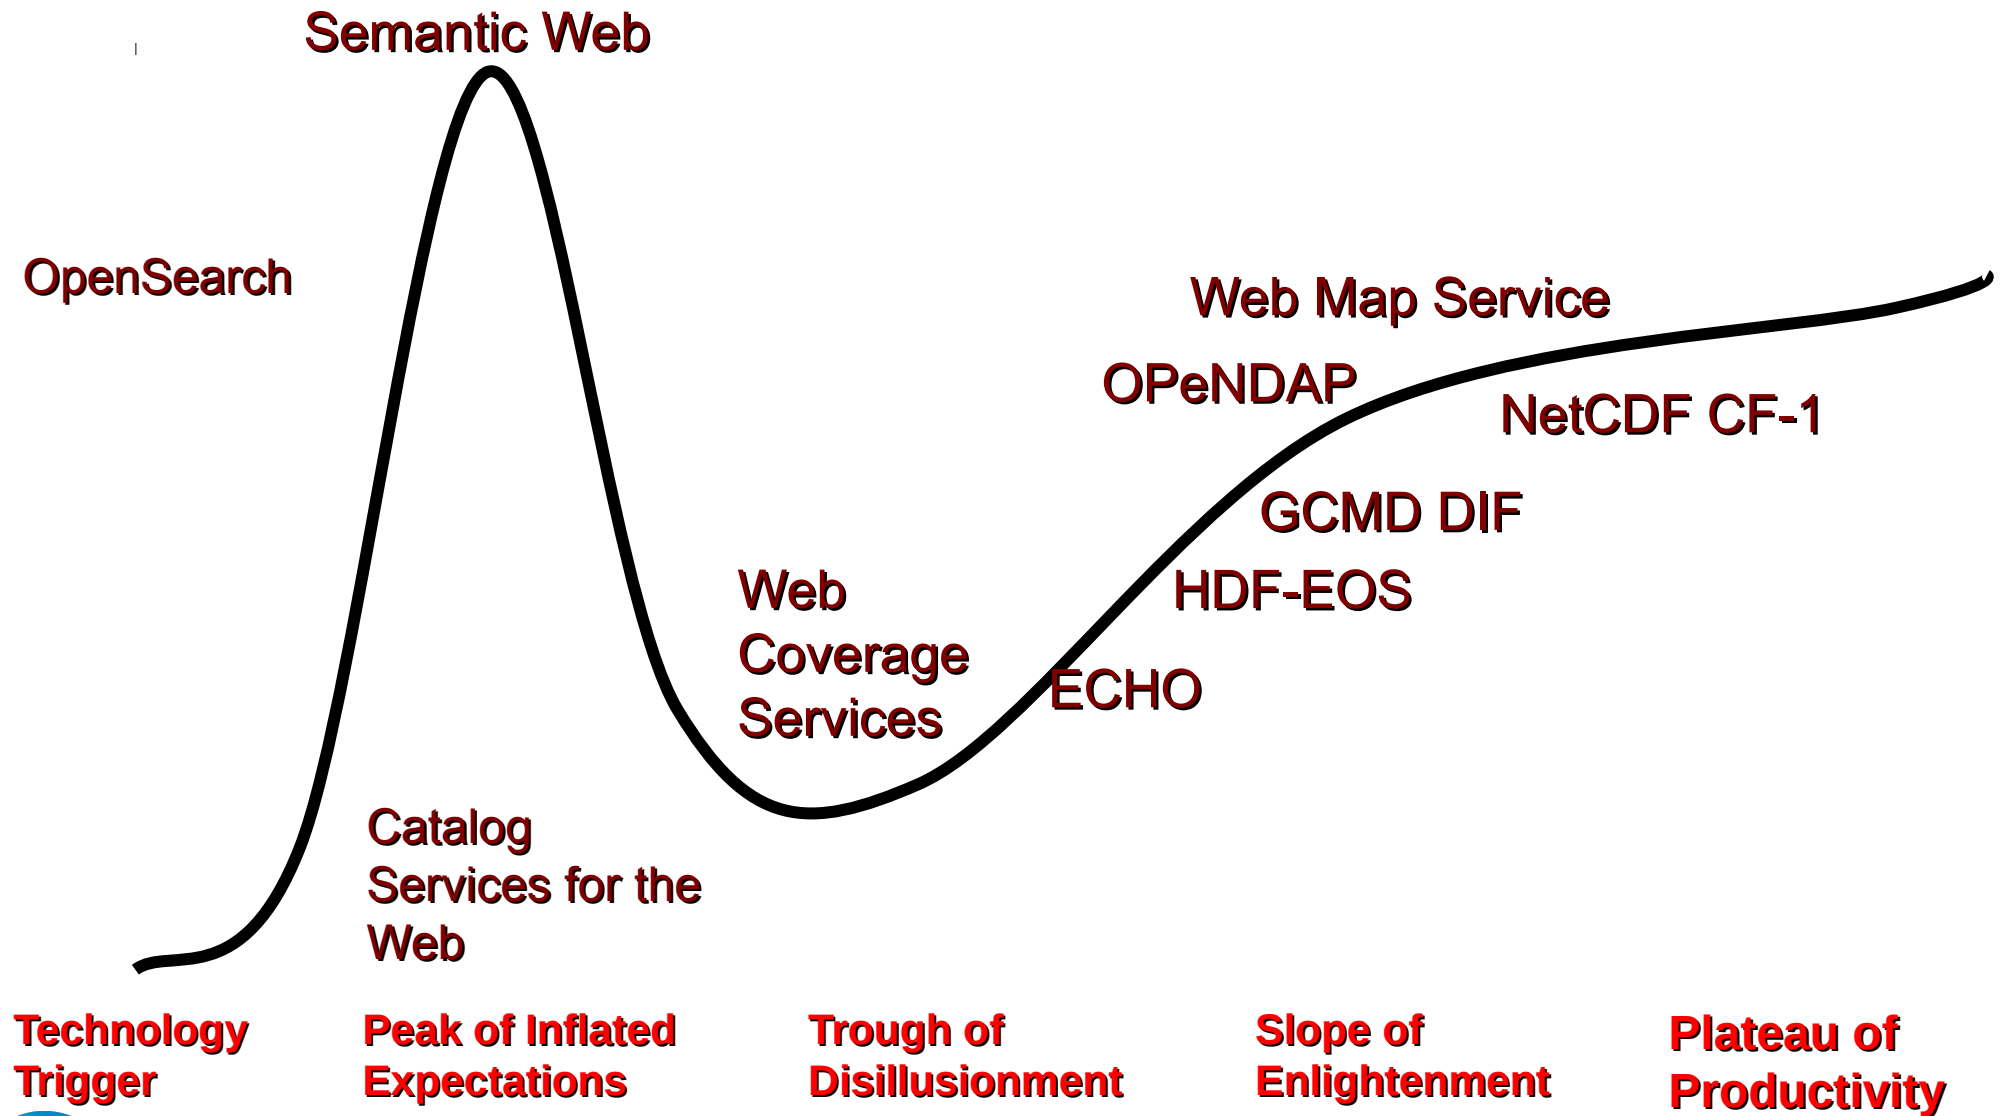 Semantic Web
OpenSearch
Web Map Service
OPeNDAP
NetCDF CF-1
GCMD DIF
HDF-EOS
Web
Coverage
Services
ECHO
Catalog
Services for the
Web
Technology
Trigger
Peak of Inflated
Expectations
Trough of
Disillusionment
Slope of
Enlightenment
Plateau of
Productivity